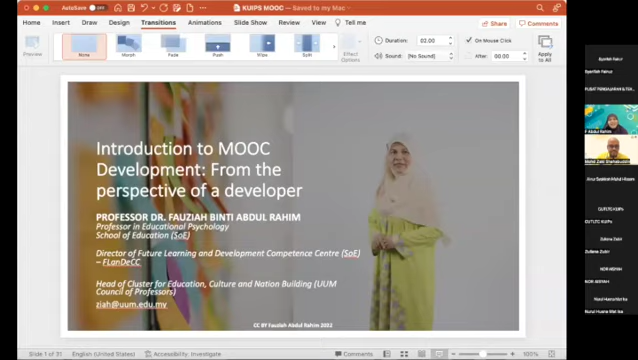 AutoSave OFF
KUIPS MOOC — Saved to my Mac
Home Insert Draw Design Transitions Animations Slide Show Review View Tell me
Share Comments
Preview
None Morph Fade Push Wipe Split
Effect Options
Duration: 02.00
Sound: [No Sound]
On Mouse Click
After: 00.00
Apply To All
Introduction to MOOC
Development: From the
perspective of a developer
PROFESSOR DR. FAUZIAH BINTI ABDUL RAHIM
Professor in Educational Psychology
School of Education (SoE)
Director of Future Learning and Development Competence Centre (SoE)
– FLanDeCC
Head of Cluster for Education, Culture and Nation Building (UUM
Council of Professors)
ziah@uum.edu.my
CC BY Fauziah Abdul Rahim 2022
Slide 1 of 31 English (United States) Accessibility: Investigate Comments 100%
F Abdul Rahim